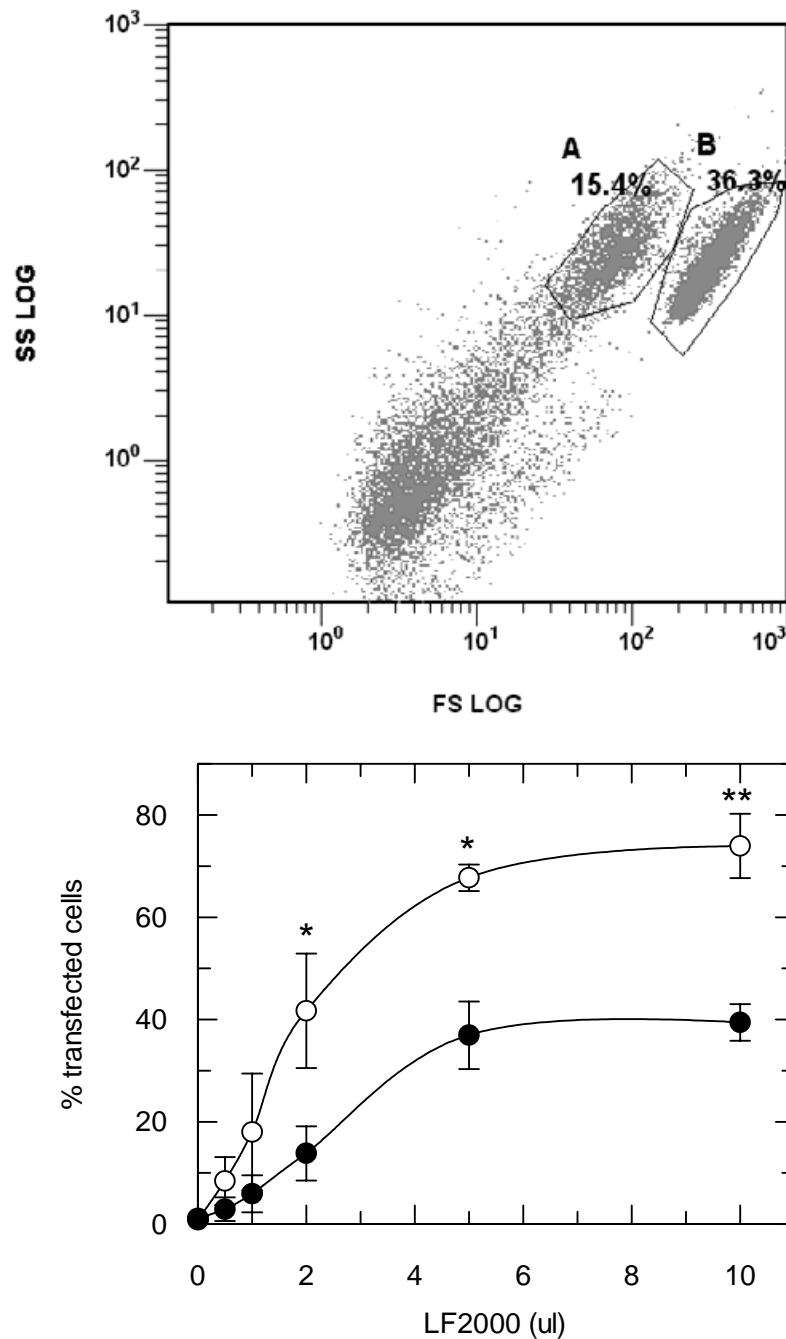 10³
A
B
10²
15.4%
36.3%
SS LOG
10¹
10⁰
10⁰ 10¹ 10² 10³
FS LOG
80
**
*
60
*
% transfected cells
40
20
0
0 2 4 6 8 10
LF2000 (ul)